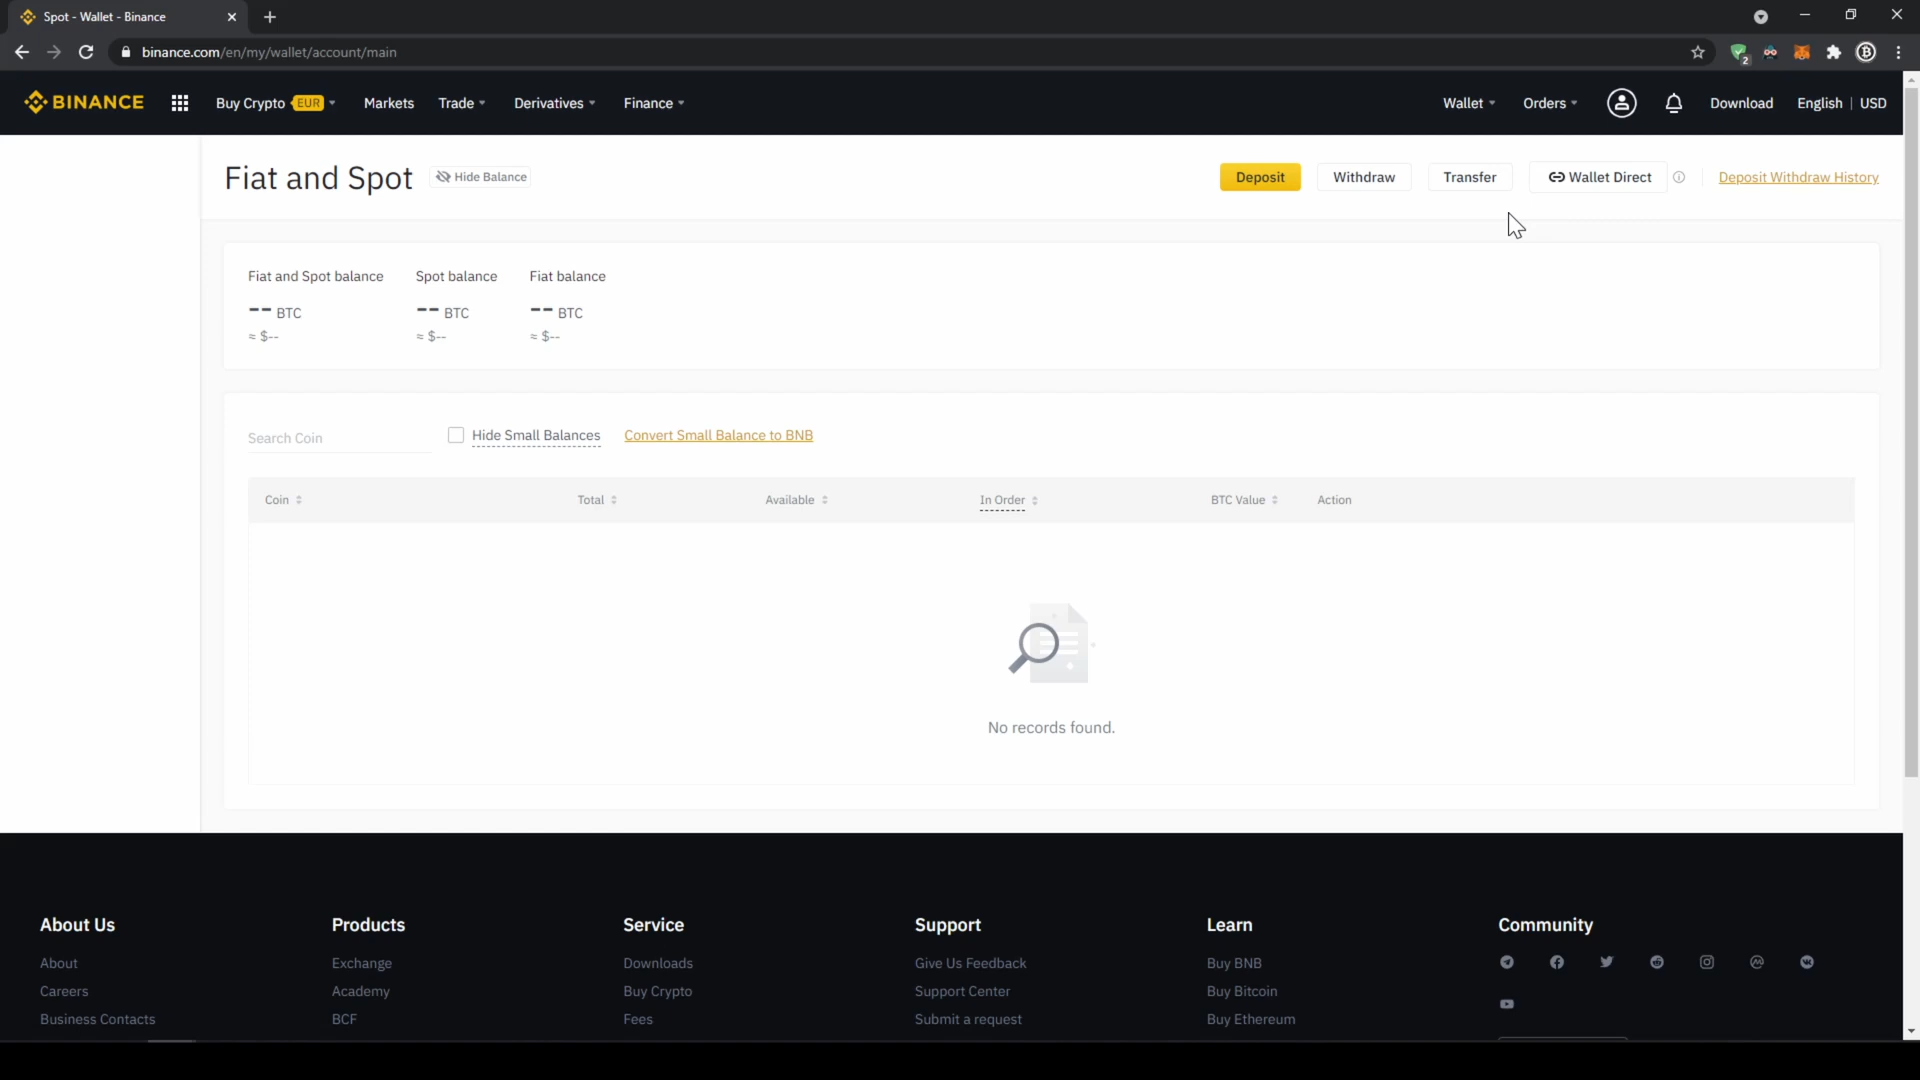 Spot - Wallet - Binance
binance.com/en/my/wallet/account/main
2
BINANCE
Buy Crypto EUR
Markets
Trade
Derivatives
Finance
Wallet
Orders
Download
English | USD
Fiat and Spot
Hide Balance
Deposit
Withdraw
Transfer
Wallet Direct
Deposit Withdraw History
Fiat and Spot balance
Spot balance
Fiat balance
-- BTC
-- BTC
-- BTC
≈ $--
≈ $--
≈ $--
Search Coin
Hide Small Balances
Convert Small Balance to BNB
Coin
Total
Available
In Order
BTC Value
Action
No records found.
About Us
Products
Service
Support
Learn
Community
About
Exchange
Downloads
Give Us Feedback
Buy BNB
Careers
Academy
Buy Crypto
Support Center
Buy Bitcoin
Business Contacts
BCF
Fees
Submit a request
Buy Ethereum